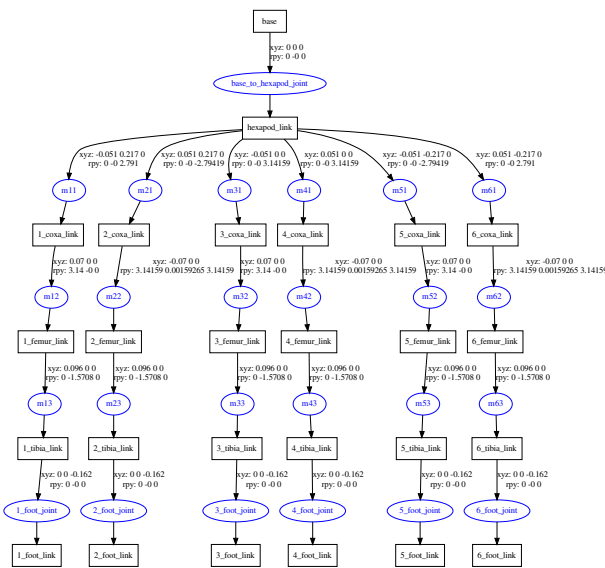 base
xyz: 0 0 0
rpy: 0 -0 0
base_to_hexapod_joint
hexapod_link
xyz: -0.051 0.217 0
rpy: 0 -0 2.791
xyz: 0.051 0.217 0
rpy: 0 -0 -2.79419
xyz: -0.051 0 0
rpy: 0 -0 3.14159
xyz: 0.051 0 0
rpy: 0 -0 -3.14159
xyz: -0.051 -0.217 0
rpy: 0 -0 -2.79419
xyz: 0.051 -0.217 0
rpy: 0 -0 2.791
m11
m21
m31
m41
m51
m61
1_coxa_link
2_coxa_link
3_coxa_link
4_coxa_link
5_coxa_link
6_coxa_link
xyz: 0.07 0 0
rpy: 3.14 -0 0
xyz: -0.07 0 0
rpy: 3.14159 0.00159265 3.14159
xyz: 0.07 0 0
rpy: 3.14 -0 0
xyz: -0.07 0 0
rpy: 3.14159 0.00159265 3.14159
xyz: 0.07 0 0
rpy: 3.14 -0 0
xyz: -0.07 0 0
rpy: 3.14159 0.00159265 3.14159
m12
m22
m32
m42
m52
m62
1_femur_link
2_femur_link
3_femur_link
4_femur_link
5_femur_link
6_femur_link
xyz: 0.096 0 0
rpy: 0 -1.5708 0
xyz: 0.096 0 0
rpy: 0 -1.5708 0
xyz: 0.096 0 0
rpy: 0 -1.5708 0
xyz: 0.096 0 0
rpy: 0 -1.5708 0
xyz: 0.096 0 0
rpy: 0 -1.5708 0
xyz: 0.096 0 0
rpy: 0 -1.5708 0
m13
m23
m33
m43
m53
m63
1_tibia_link
2_tibia_link
3_tibia_link
4_tibia_link
5_tibia_link
6_tibia_link
xyz: 0 0 -0.162
rpy: 0 -0 0
xyz: 0 0 -0.162
rpy: 0 -0 0
xyz: 0 0 -0.162
rpy: 0 -0 0
xyz: 0 0 -0.162
rpy: 0 -0 0
xyz: 0 0 -0.162
rpy: 0 -0 0
xyz: 0 0 -0.162
rpy: 0 -0 0
1_foot_joint
2_foot_joint
3_foot_joint
4_foot_joint
5_foot_joint
6_foot_joint
1_foot_link
2_foot_link
3_foot_link
4_foot_link
5_foot_link
6_foot_link